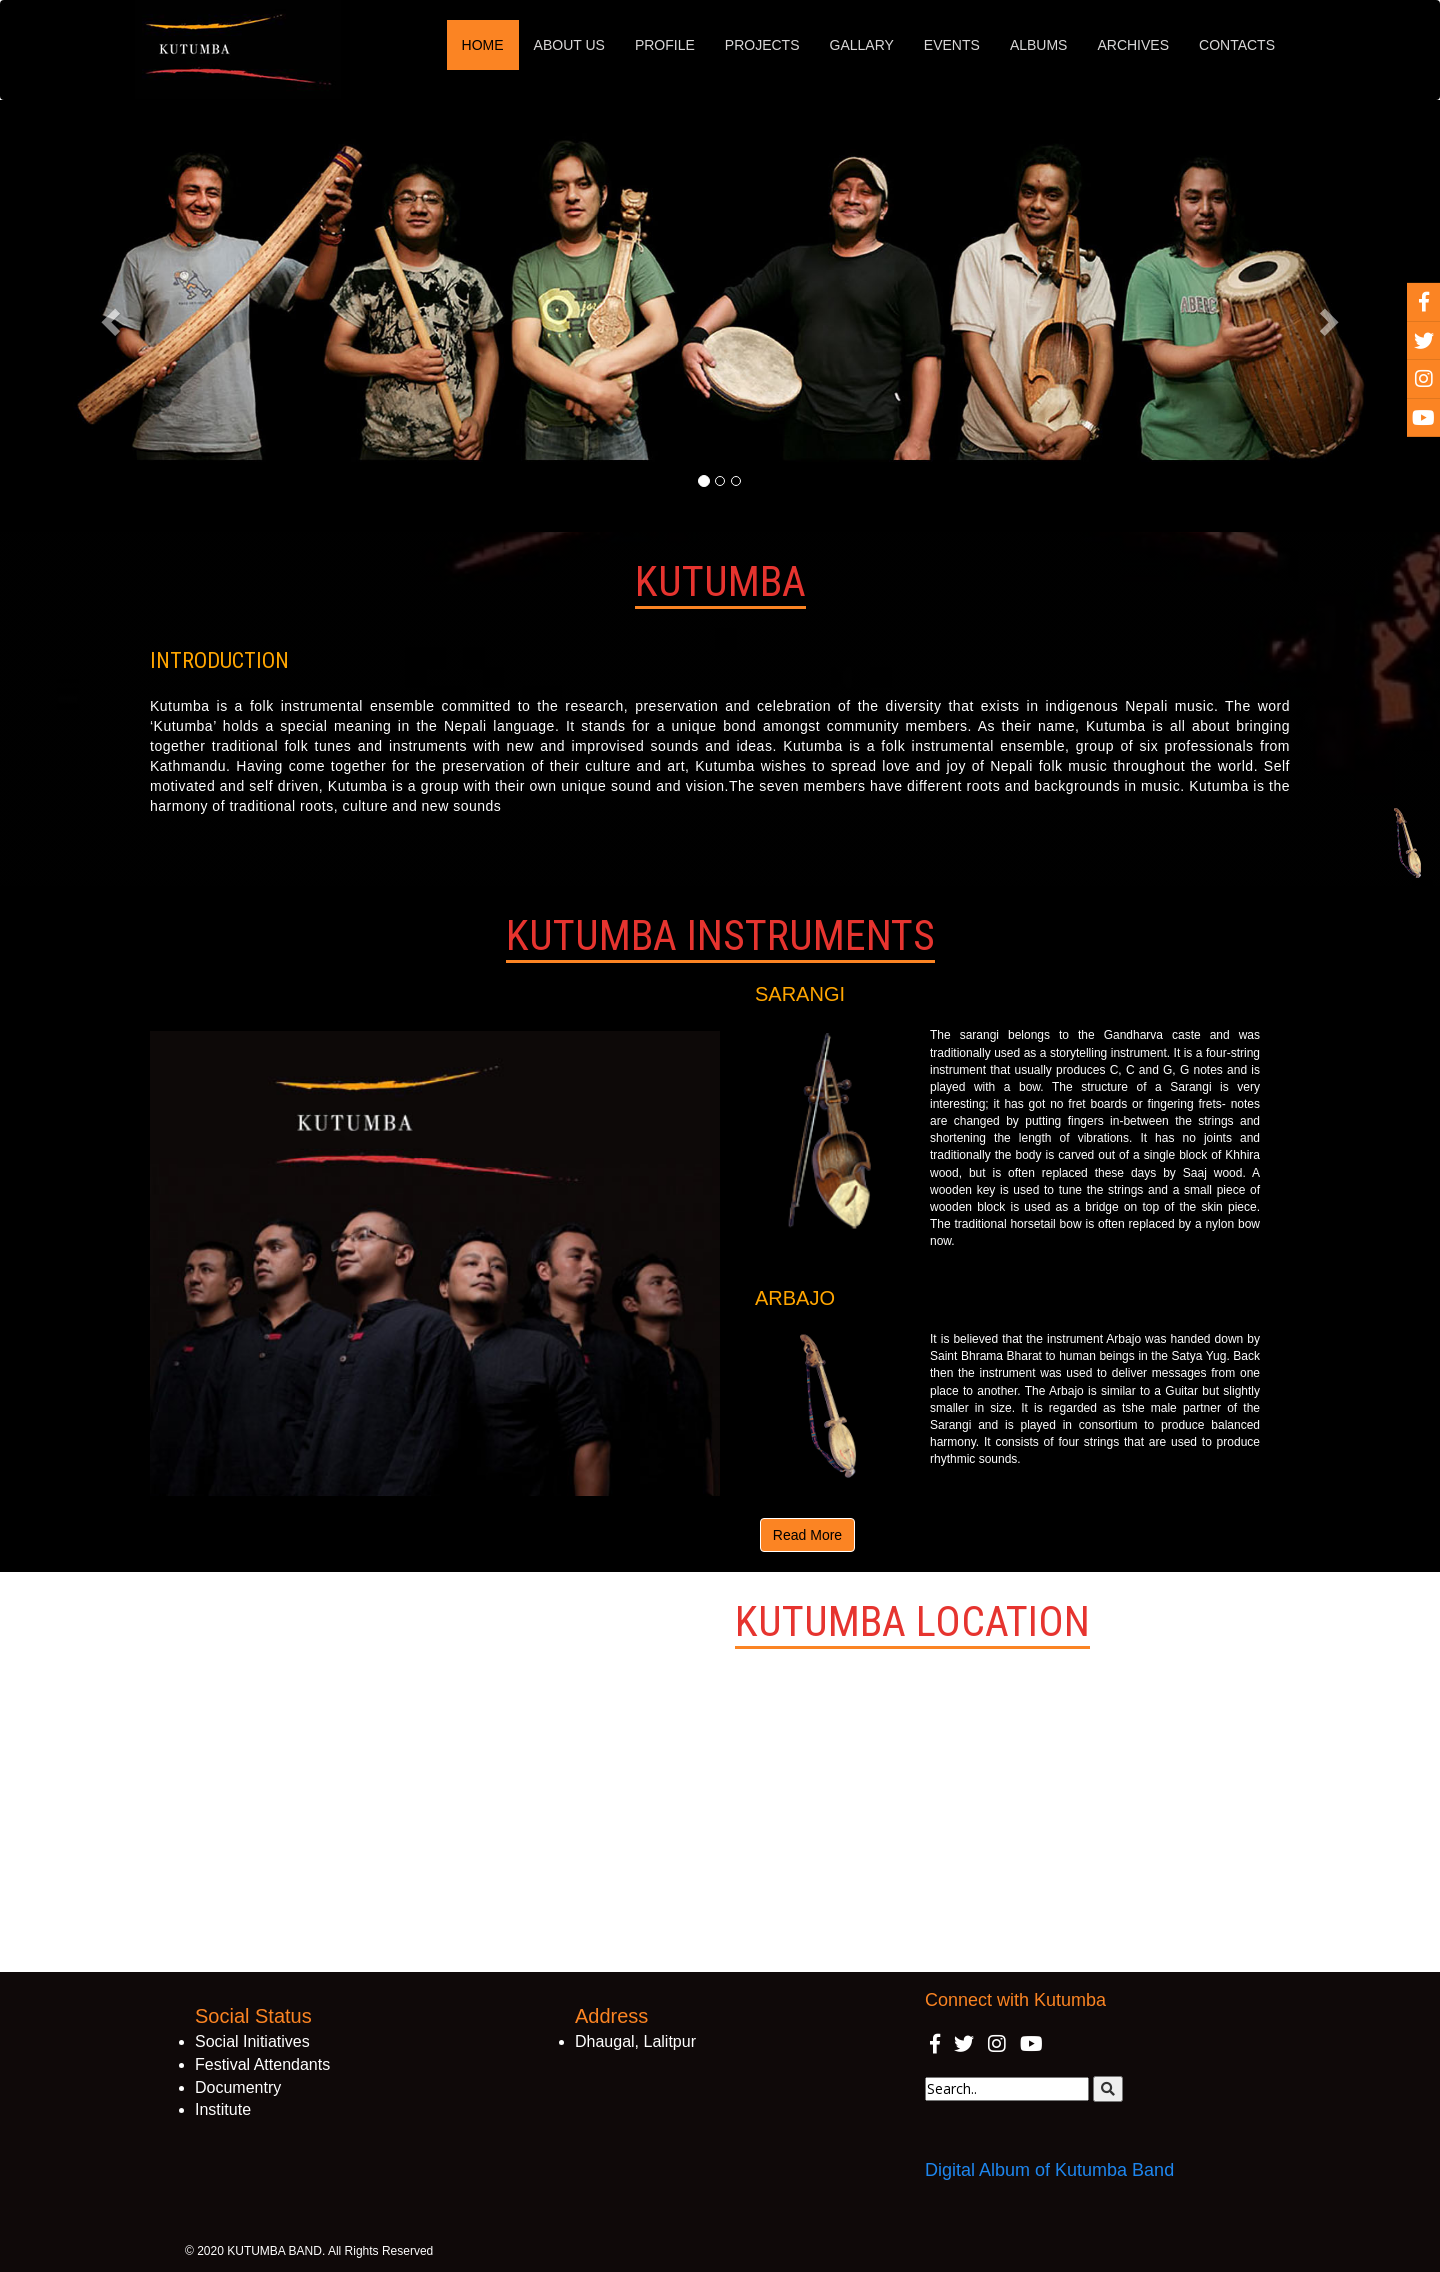 KUTUMBA
HOME
ABOUT US
PROFILE
PROJECTS
GALLARY
EVENTS
ALBUMS
ARCHIVES
CONTACTS
KUTUMBA
INTRODUCTION
Kutumba is a folk instrumental ensemble committed to the research, preservation and celebration of the diversity that exists in indigenous Nepali music. The word
‘Kutumba’ holds a special meaning in the Nepali language. It stands for a unique bond amongst community members. As their name, Kutumba is all about bringing
together traditional folk tunes and instruments with new and improvised sounds and ideas. Kutumba is a folk instrumental ensemble, group of six professionals from
Kathmandu. Having come together for the preservation of their culture and art, Kutumba wishes to spread love and joy of Nepali folk music throughout the world. Self
motivated and self driven, Kutumba is a group with their own unique sound and vision.The seven members have different roots and backgrounds in music. Kutumba is the
harmony of traditional roots, culture and new sounds
KUTUMBA INSTRUMENTS
KUTUMBA
SARANGI
The sarangi belongs to the Gandharva caste and was
traditionally used as a storytelling instrument. It is a four-string
instrument that usually produces C, C and G, G notes and is
played with a bow. The structure of a Sarangi is very
interesting; it has got no fret boards or fingering frets- notes
are changed by putting fingers in-between the strings and
shortening the length of vibrations. It has no joints and
traditionally the body is carved out of a single block of Khhira
wood, but is often replaced these days by Saaj wood. A
wooden key is used to tune the strings and a small piece of
wooden block is used as a bridge on top of the skin piece.
The traditional horsetail bow is often replaced by a nylon bow
now.
ARBAJO
It is believed that the instrument Arbajo was handed down by
Saint Bhrama Bharat to human beings in the Satya Yug. Back
then the instrument was used to deliver messages from one
place to another. The Arbajo is similar to a Guitar but slightly
smaller in size. It is regarded as tshe male partner of the
Sarangi and is played in consortium to produce balanced
harmony. It consists of four strings that are used to produce
rhythmic sounds.
Read More
KUTUMBA LOCATION
Social Status
Social Initiatives
Festival Attendants
Documentry
Institute
Address
Dhaugal, Lalitpur
Connect with Kutumba
Search..
Digital Album of Kutumba Band
© 2020 KUTUMBA BAND. All Rights Reserved